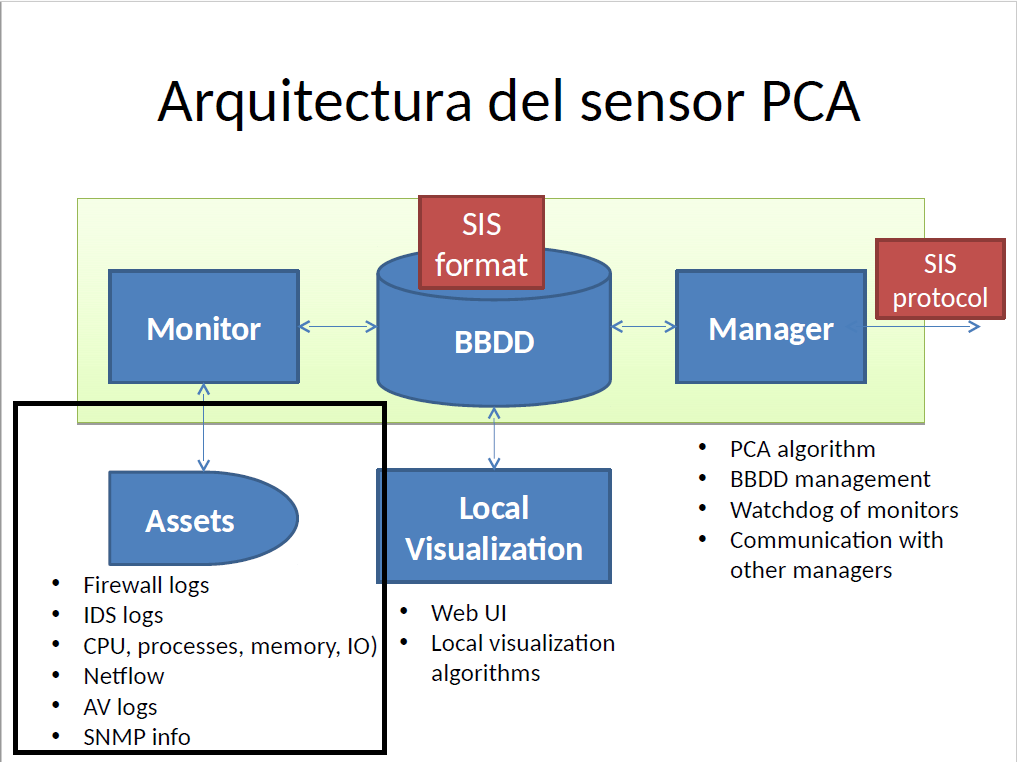 Arquitectura del sensor PCA
SIS
format
SIS
protocol
Monitor
BBDD
Manager
Assets
• Firewall logs
• IDS logs
• CPU, processes, memory, IO)
• Netflow
• AV logs
• SNMP info
Local
Visualization
• Web UI
• Local visualization
algorithms
• PCA algorithm
• BBDD management
• Watchdog of monitors
• Communication with
other managers